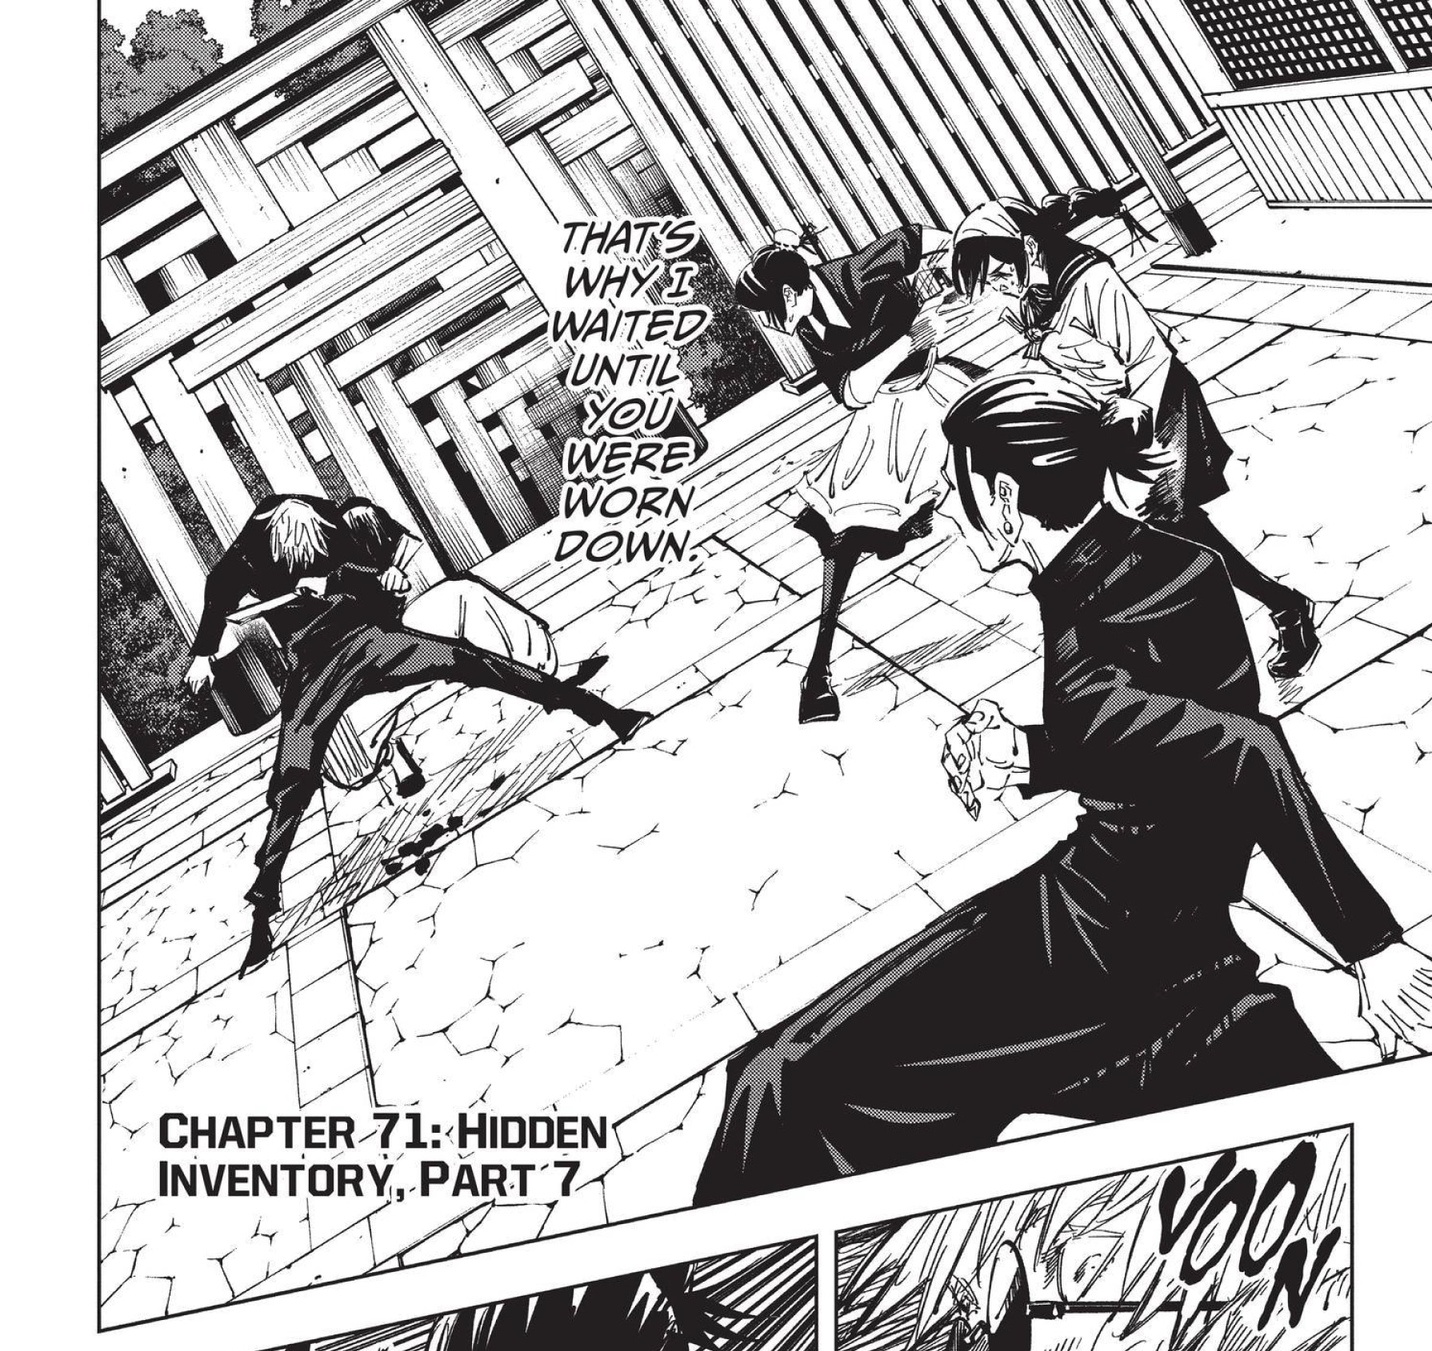 THAT'S
WHY I
WAITED
UNTIL
YOU
WERE
WORN
DOWN.
CHAPTER 71: HIDDEN
INVENTORY, PART 7
VOON